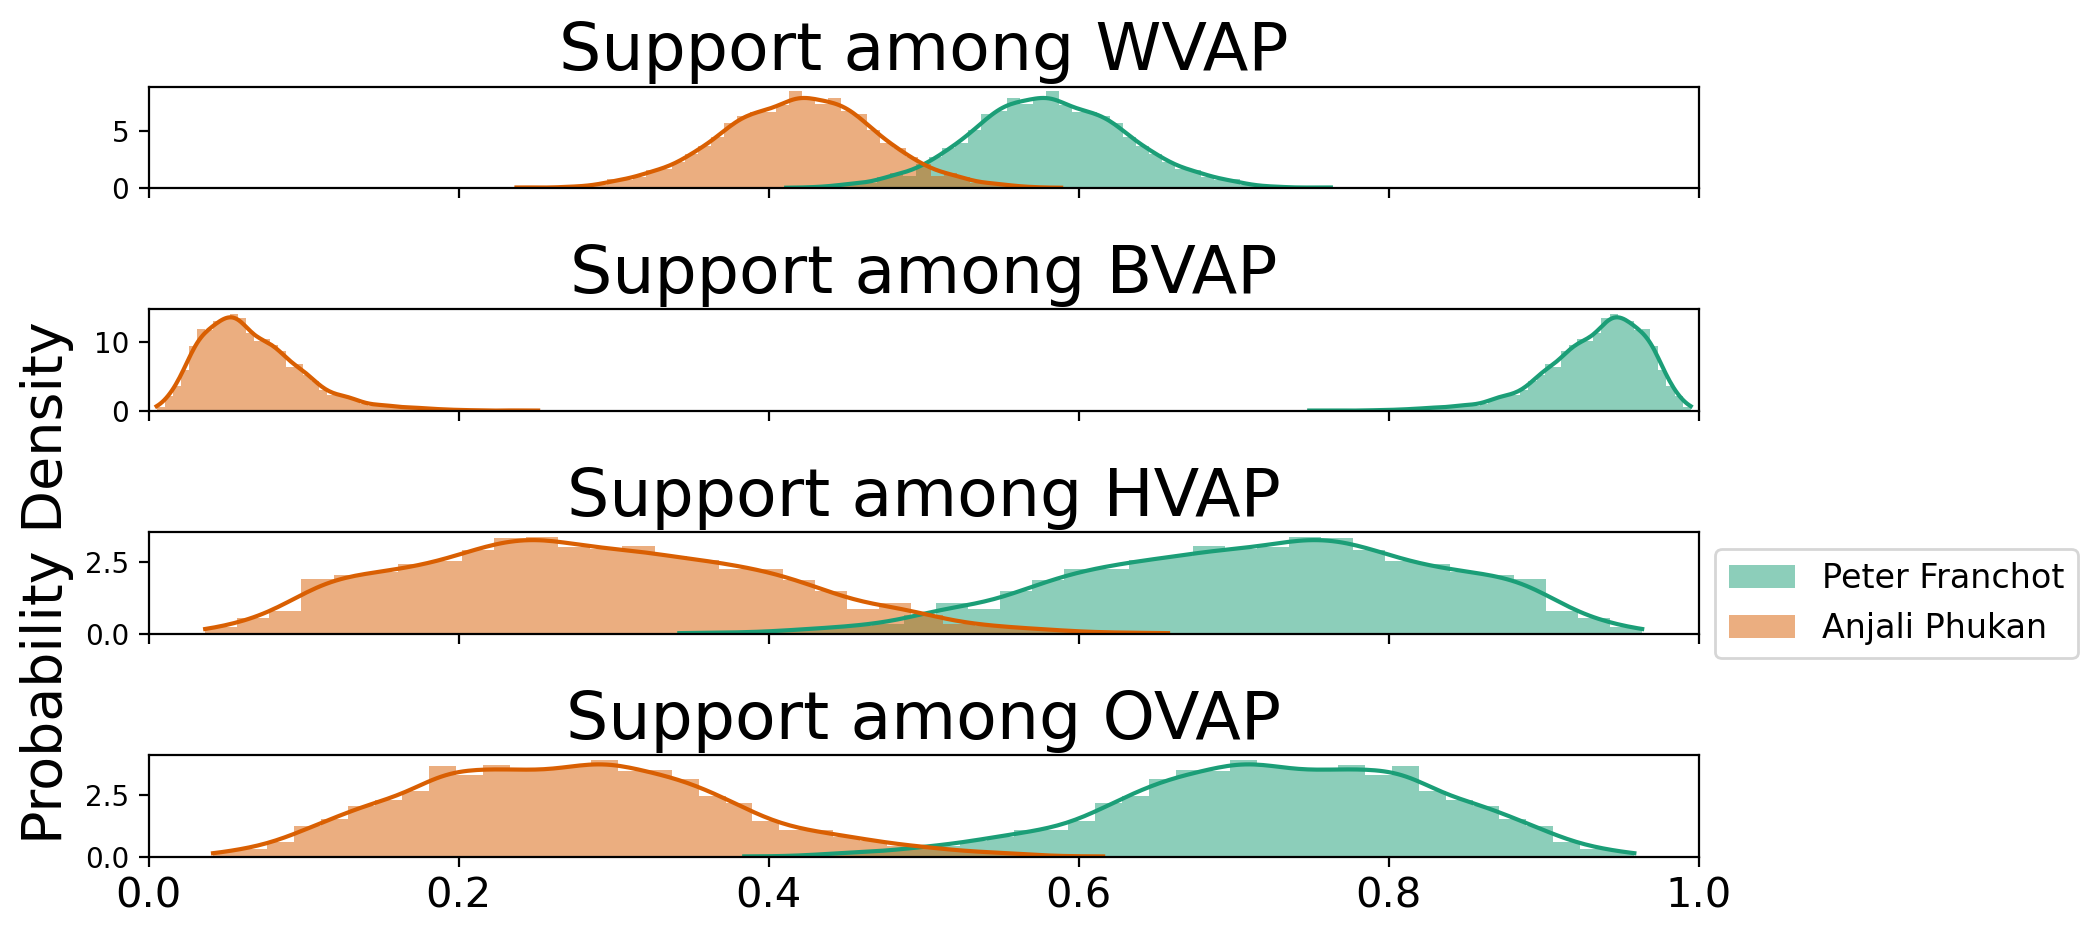 Support among WVAP
5
0
Support among BVAP
10
0
Support among HVAP
2.5
0.0
Support among OVAP
2.5
0.0
0.0 0.2 0.4 0.6 0.8 1.0
Probability Density
Peter Franchot
Anjali Phukan